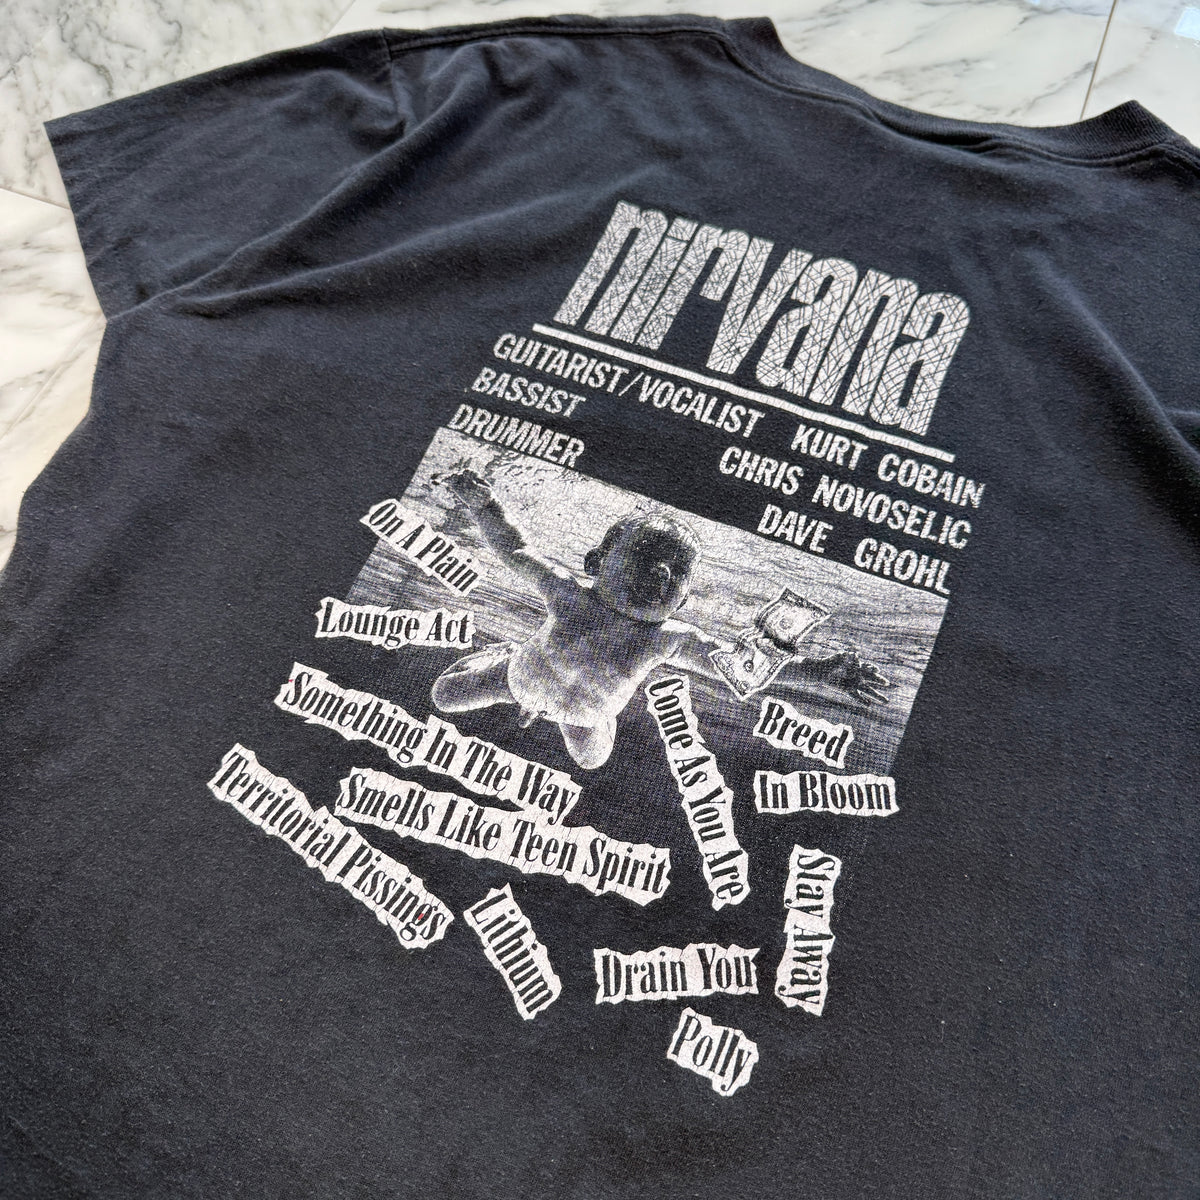 nirvana
GUITARIST/VOCALIST KURT COBAIN
BASSIST CHRIS NOVOSELIC
DRUMMER DAVE GROHL
On A Plain
Lounge Act
Something In The Way
Come As You Are
Breed
In Bloom
Smells Like Teen Spirit
Territorial Pissings
Lithium
Stay Away
Drain You
Polly